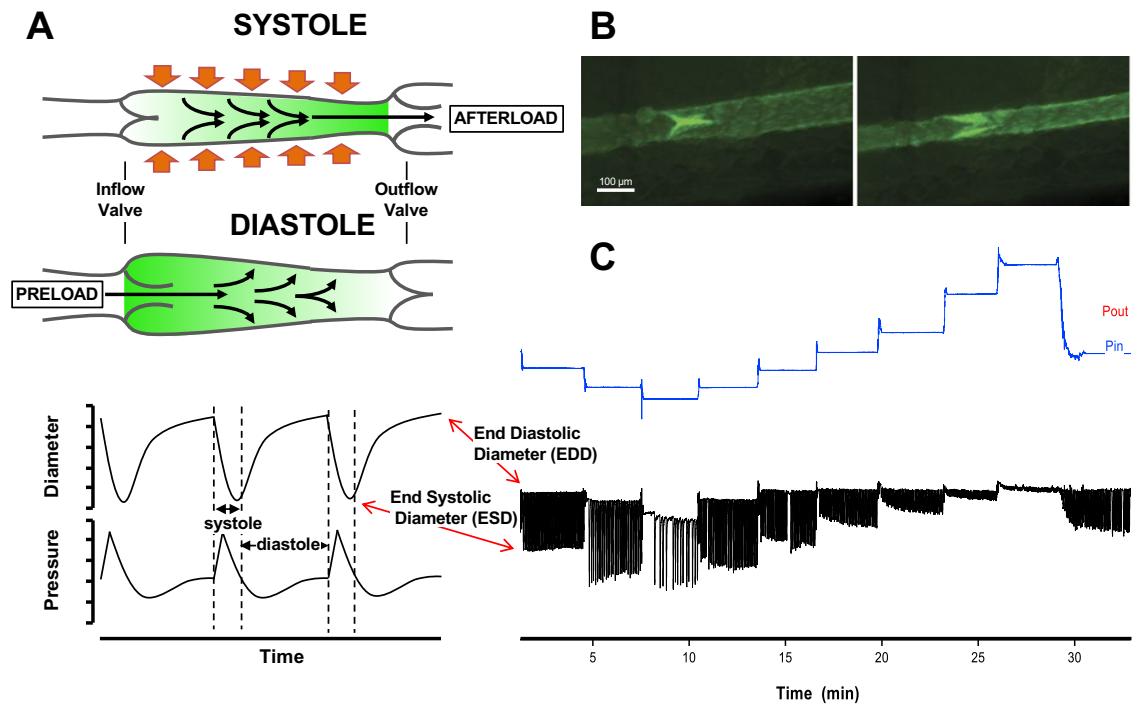 A
SYSTOLE
AFTERLOAD
Inflow
Valve
Outflow
Valve
DIASTOLE
PRELOAD
Diameter
Pressure
systole
diastole
Time
End Diastolic
Diameter (EDD)
End Systolic
Diameter (ESD)
B
100 µm
C
Pout
Pin
5
10
15
20
25
30
Time (min)